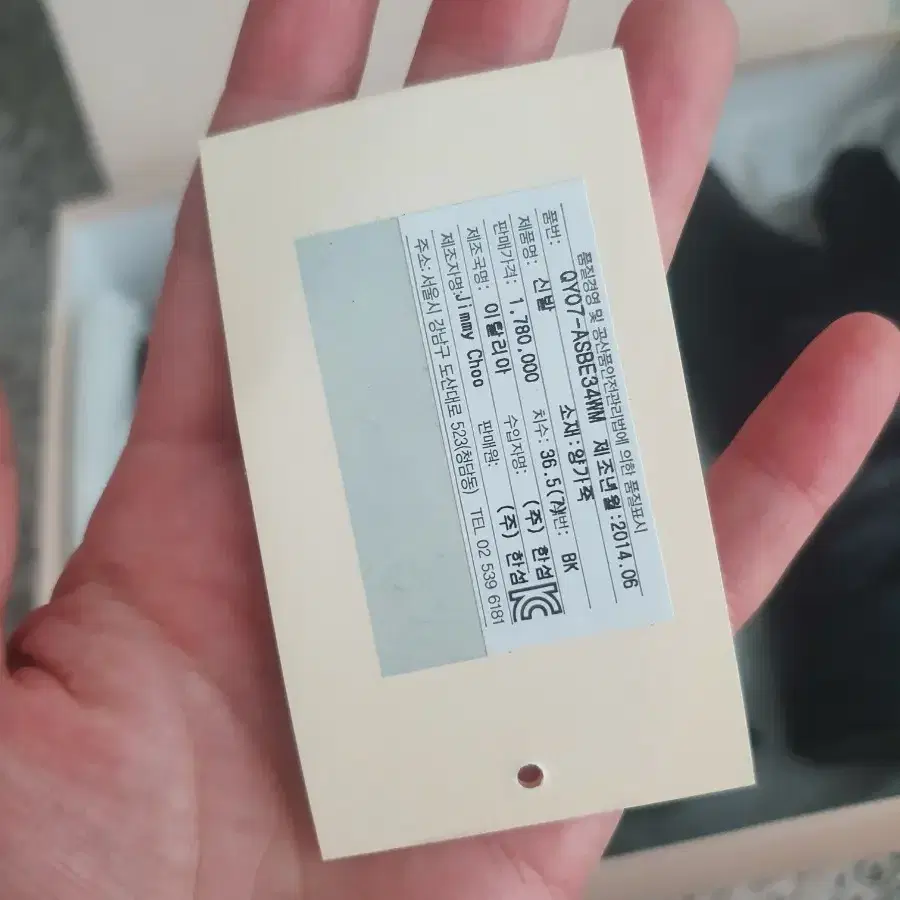 품질경영 및 공산품안전관리법에 의한 품질표시
품번: QY07-ASBE34WM 제조년월:2014.06
제품명: 신발 소재:양가죽
판매가격: 1,780,000 치수:36.5(개번: BK
제조국명: 이탈리아 수입자명: (주) 한섬
제조자명:Jimmy Choo 판매원: (주) 한섬
주소:서울시 강남구 도산대로 523(청담동) TEL 02 539 6181